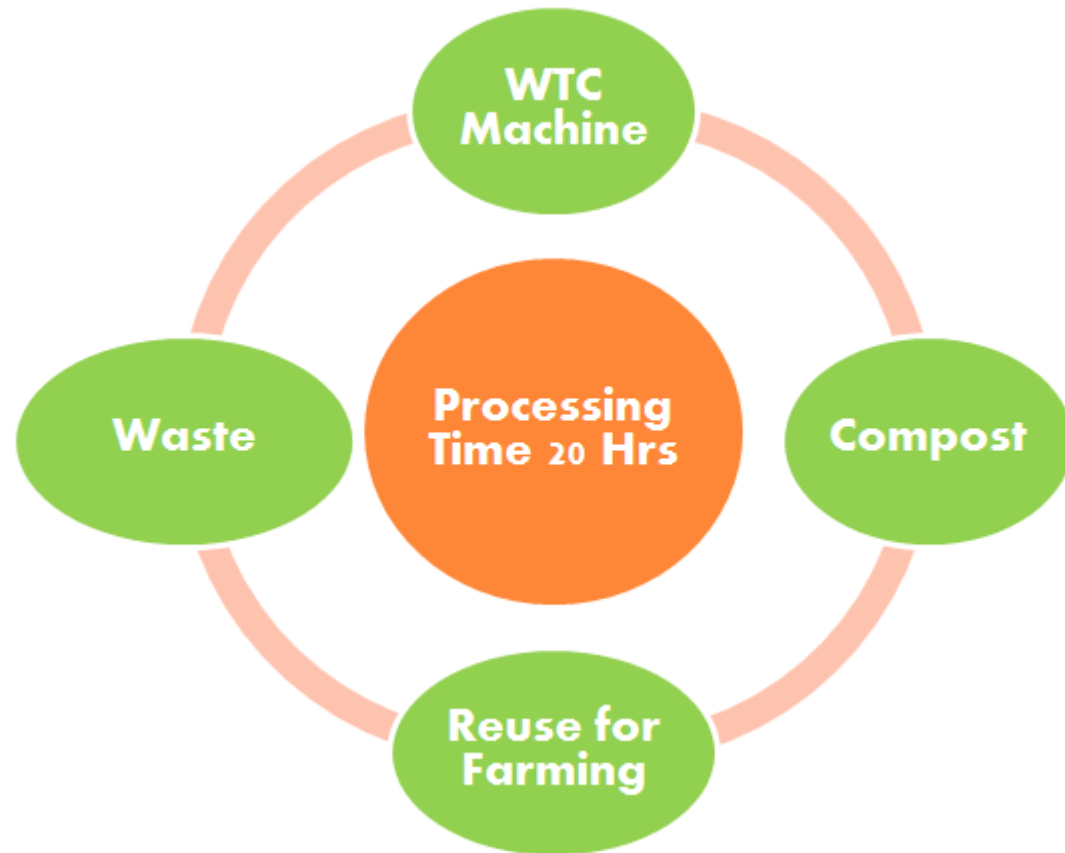 WTC
Machine
Waste
Processing
Time 20 Hrs
Compost
Reuse for
Farming